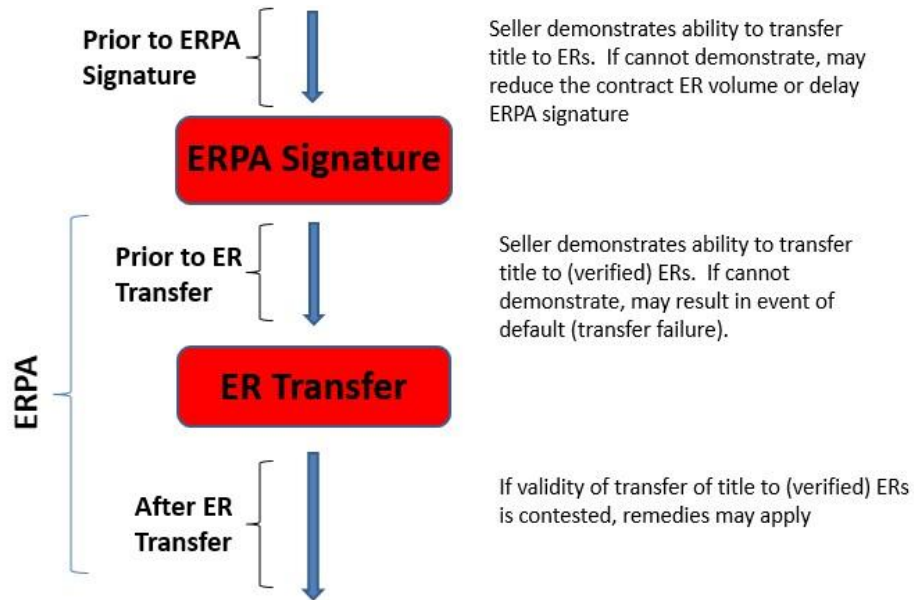 Prior to ERPA
Signature
Seller demonstrates ability to transfer
title to ERs.  If cannot demonstrate, may
reduce the contract ER volume or delay
ERPA signature
ERPA Signature
ERPA
Prior to ER
Transfer
Seller demonstrates ability to transfer
title to (verified) ERs.  If cannot
demonstrate, may result in event of
default (transfer failure).
ER Transfer
After ER
Transfer
If validity of transfer of title to (verified) ERs
is contested, remedies may apply